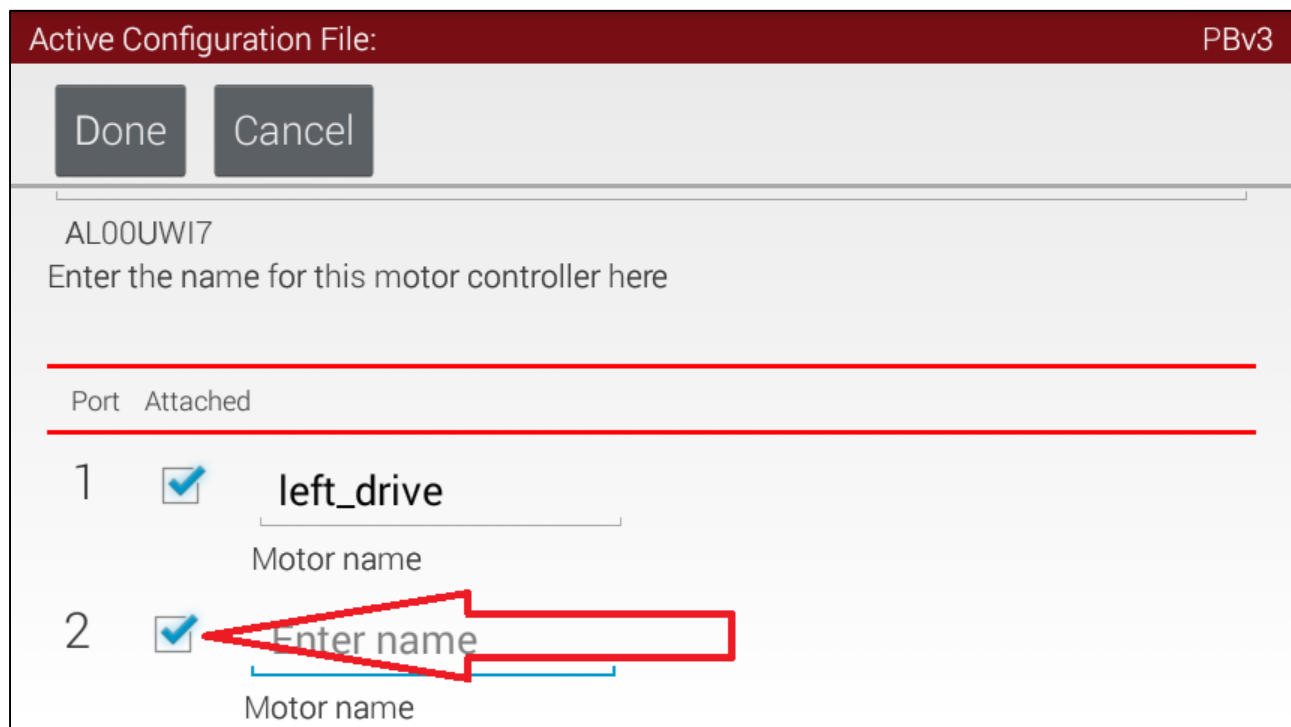 Active Configuration File: PBv3
Done Cancel
AL00UWI7
Enter the name for this motor controller here
Port Attached
1 left_drive
Motor name
2 Enter name
Motor name